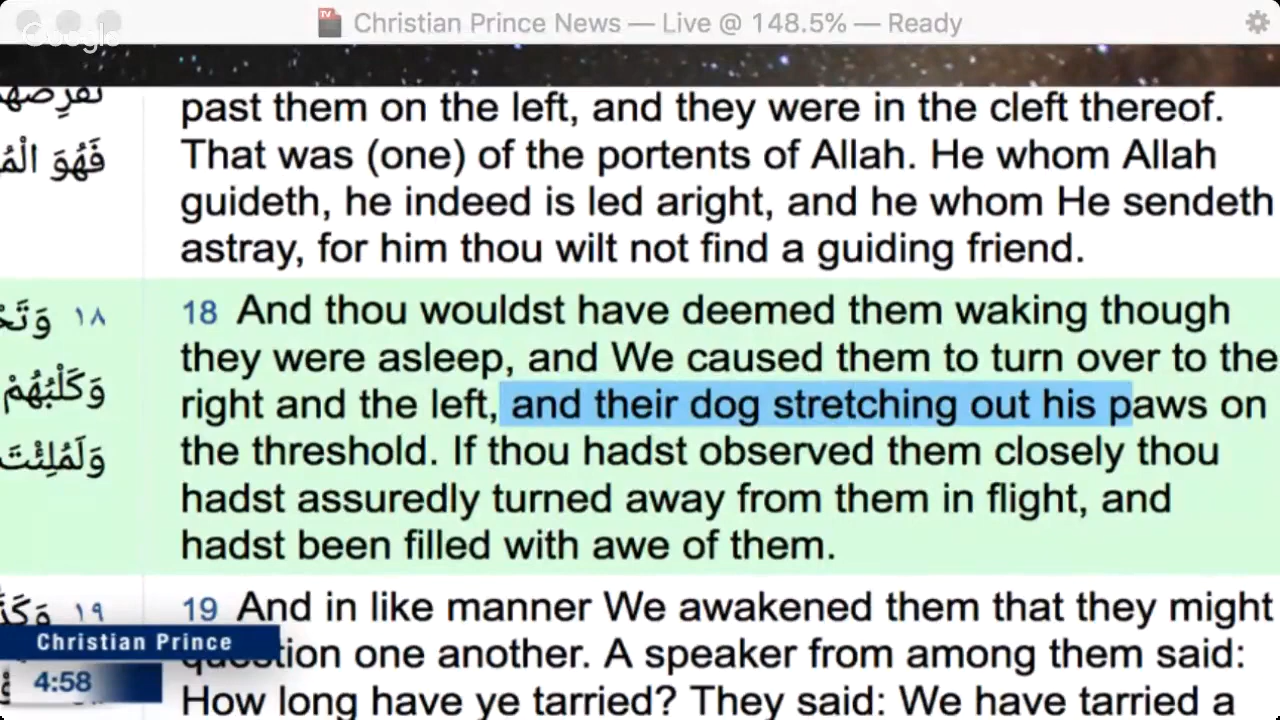 Christian Prince News — Live @ 148.5% — Ready
Google
past them on the left, and they were in the cleft thereof.
That was (one) of the portents of Allah. He whom Allah
فَهُوَ
guideth, he indeed is led aright, and he whom He sendeth
astray, for him thou wilt not find a guiding friend.
18 And thou wouldst have deemed them waking though
١٨
they were asleep, and We caused them to turn over to the
right and the left, and their dog stretching out his paws on
وَكَلْبُهُمْ
the threshold. If thou hadst observed them closely thou
وَلَمُلِئْتَ
hadst assuredly turned away from them in flight, and
hadst been filled with awe of them.
19 And in like manner We awakened them that they might
١٩
Christian Prince
question one another. A speaker from among them said:
4:58
How long have ye tarried? They said: We have tarried a